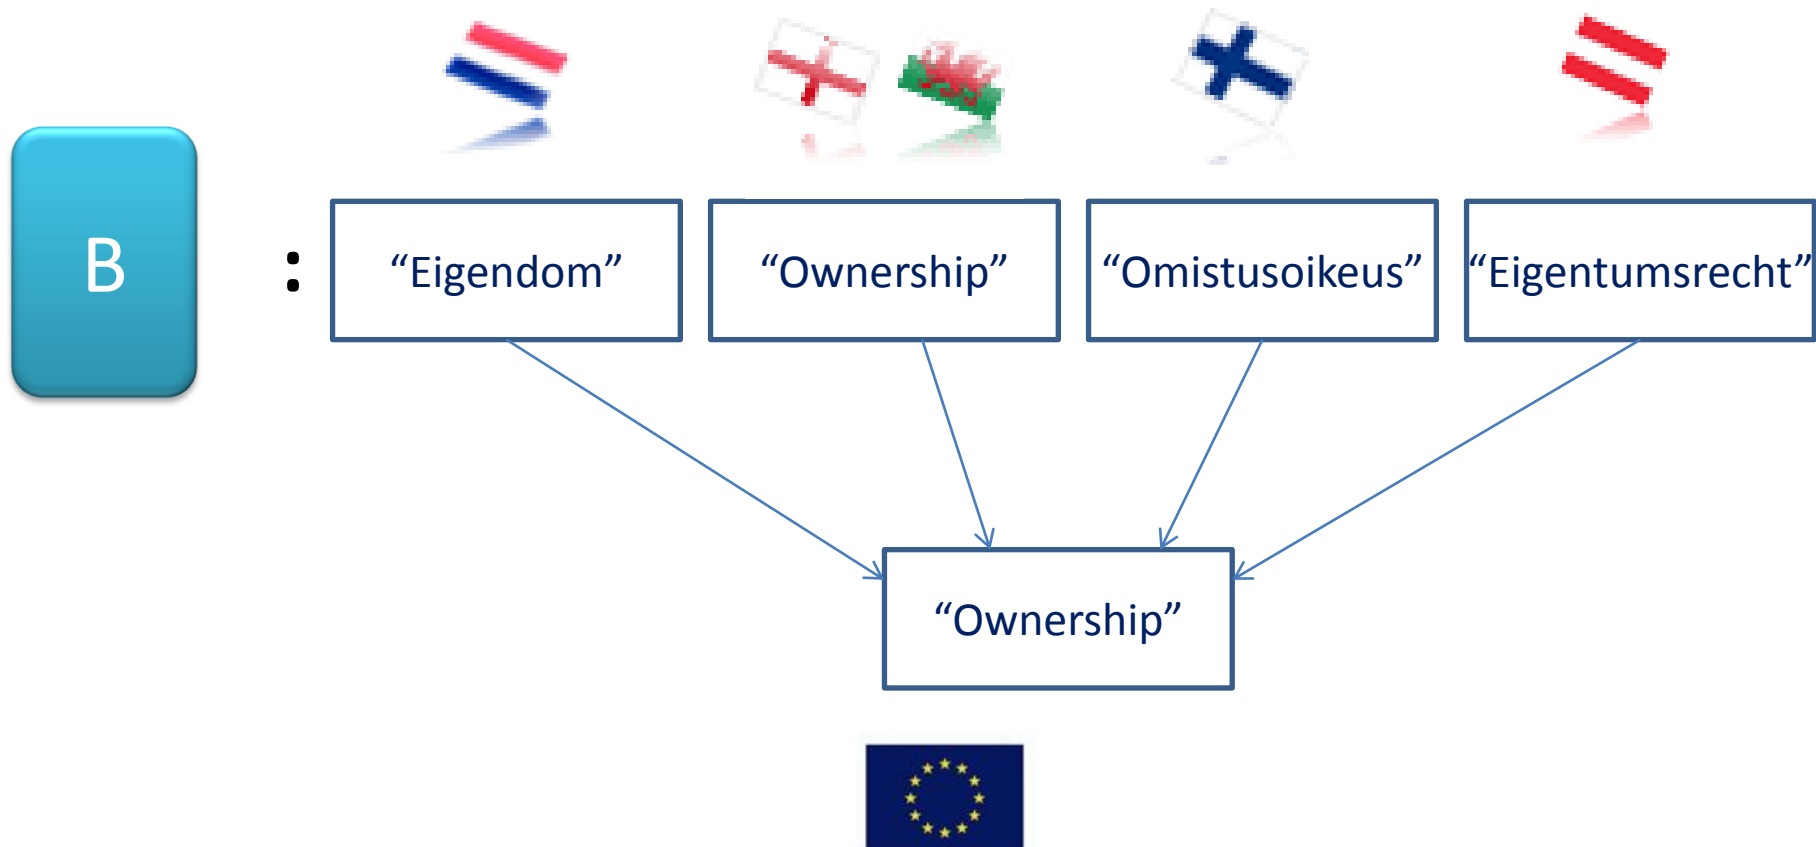 B
:
“Eigendom”
“Ownership”
“Omistusoikeus”
“Eigentumsrecht”
“Ownership”